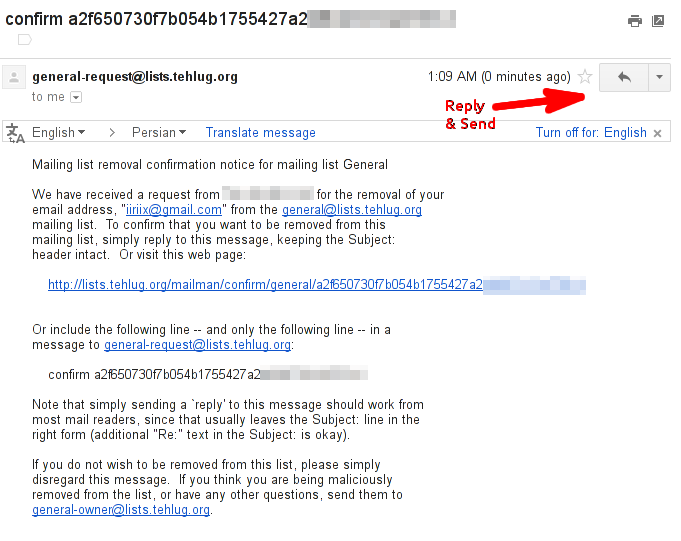 confirm a2f650730f7b054b1755427a2
general-request@lists.tehlug.org
1:09 AM (0 minutes ago)
to me
Reply
& Send
English > Persian Translate message Turn off for: English ×
Mailing list removal confirmation notice for mailing list General
We have received a request from for the removal of your
email address, "iiriix@gmail.com" from the general@lists.tehlug.org
mailing list. To confirm that you want to be removed from this
mailing list, simply reply to this message, keeping the Subject:
header intact. Or visit this web page:
http://lists.tehlug.org/mailman/confirm/general/a2f650730f7b054b1755427a2
Or include the following line -- and only the following line -- in a
message to general-request@lists.tehlug.org:
confirm a2f650730f7b054b1755427a2
Note that simply sending a `reply' to this message should work from
most mail readers, since that usually leaves the Subject: line in the
right form (additional "Re:" text in the Subject: is okay).
If you do not wish to be removed from this list, please simply
disregard this message. If you think you are being maliciously
removed from the list, or have any other questions, send them to
general-owner@lists.tehlug.org.